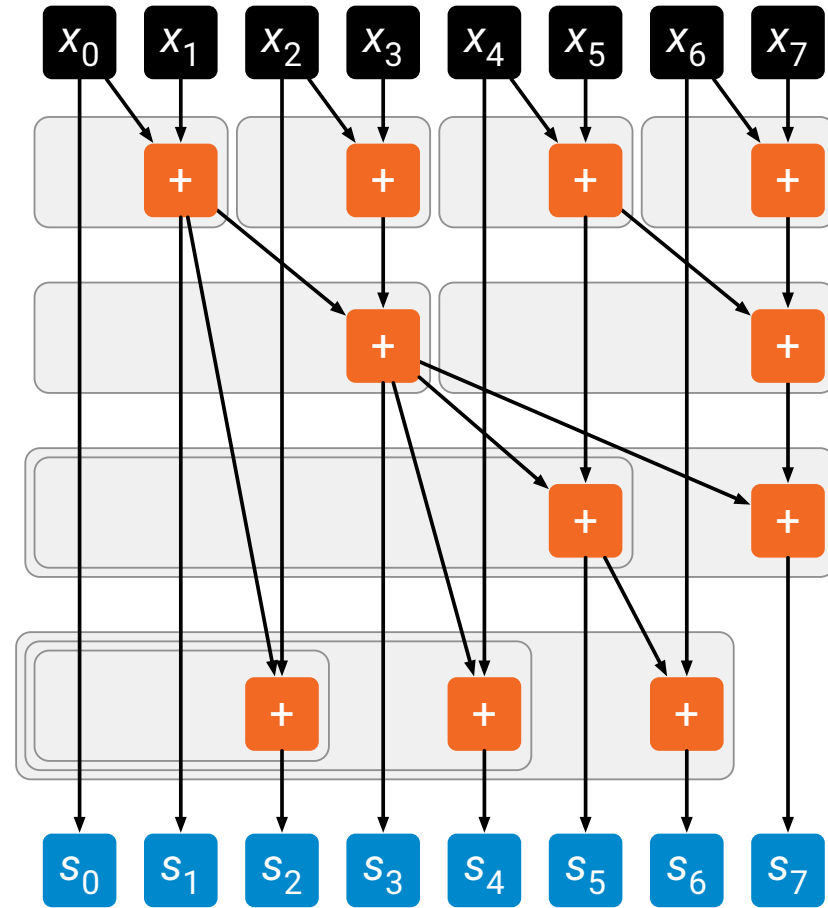 x₀ x₁ x₂ x₃ x₄ x₅ x₆ x₇
+ + + +
+ +
+ +
+ + +
s₀ s₁ s₂ s₃ s₄ s₅ s₆ s₇